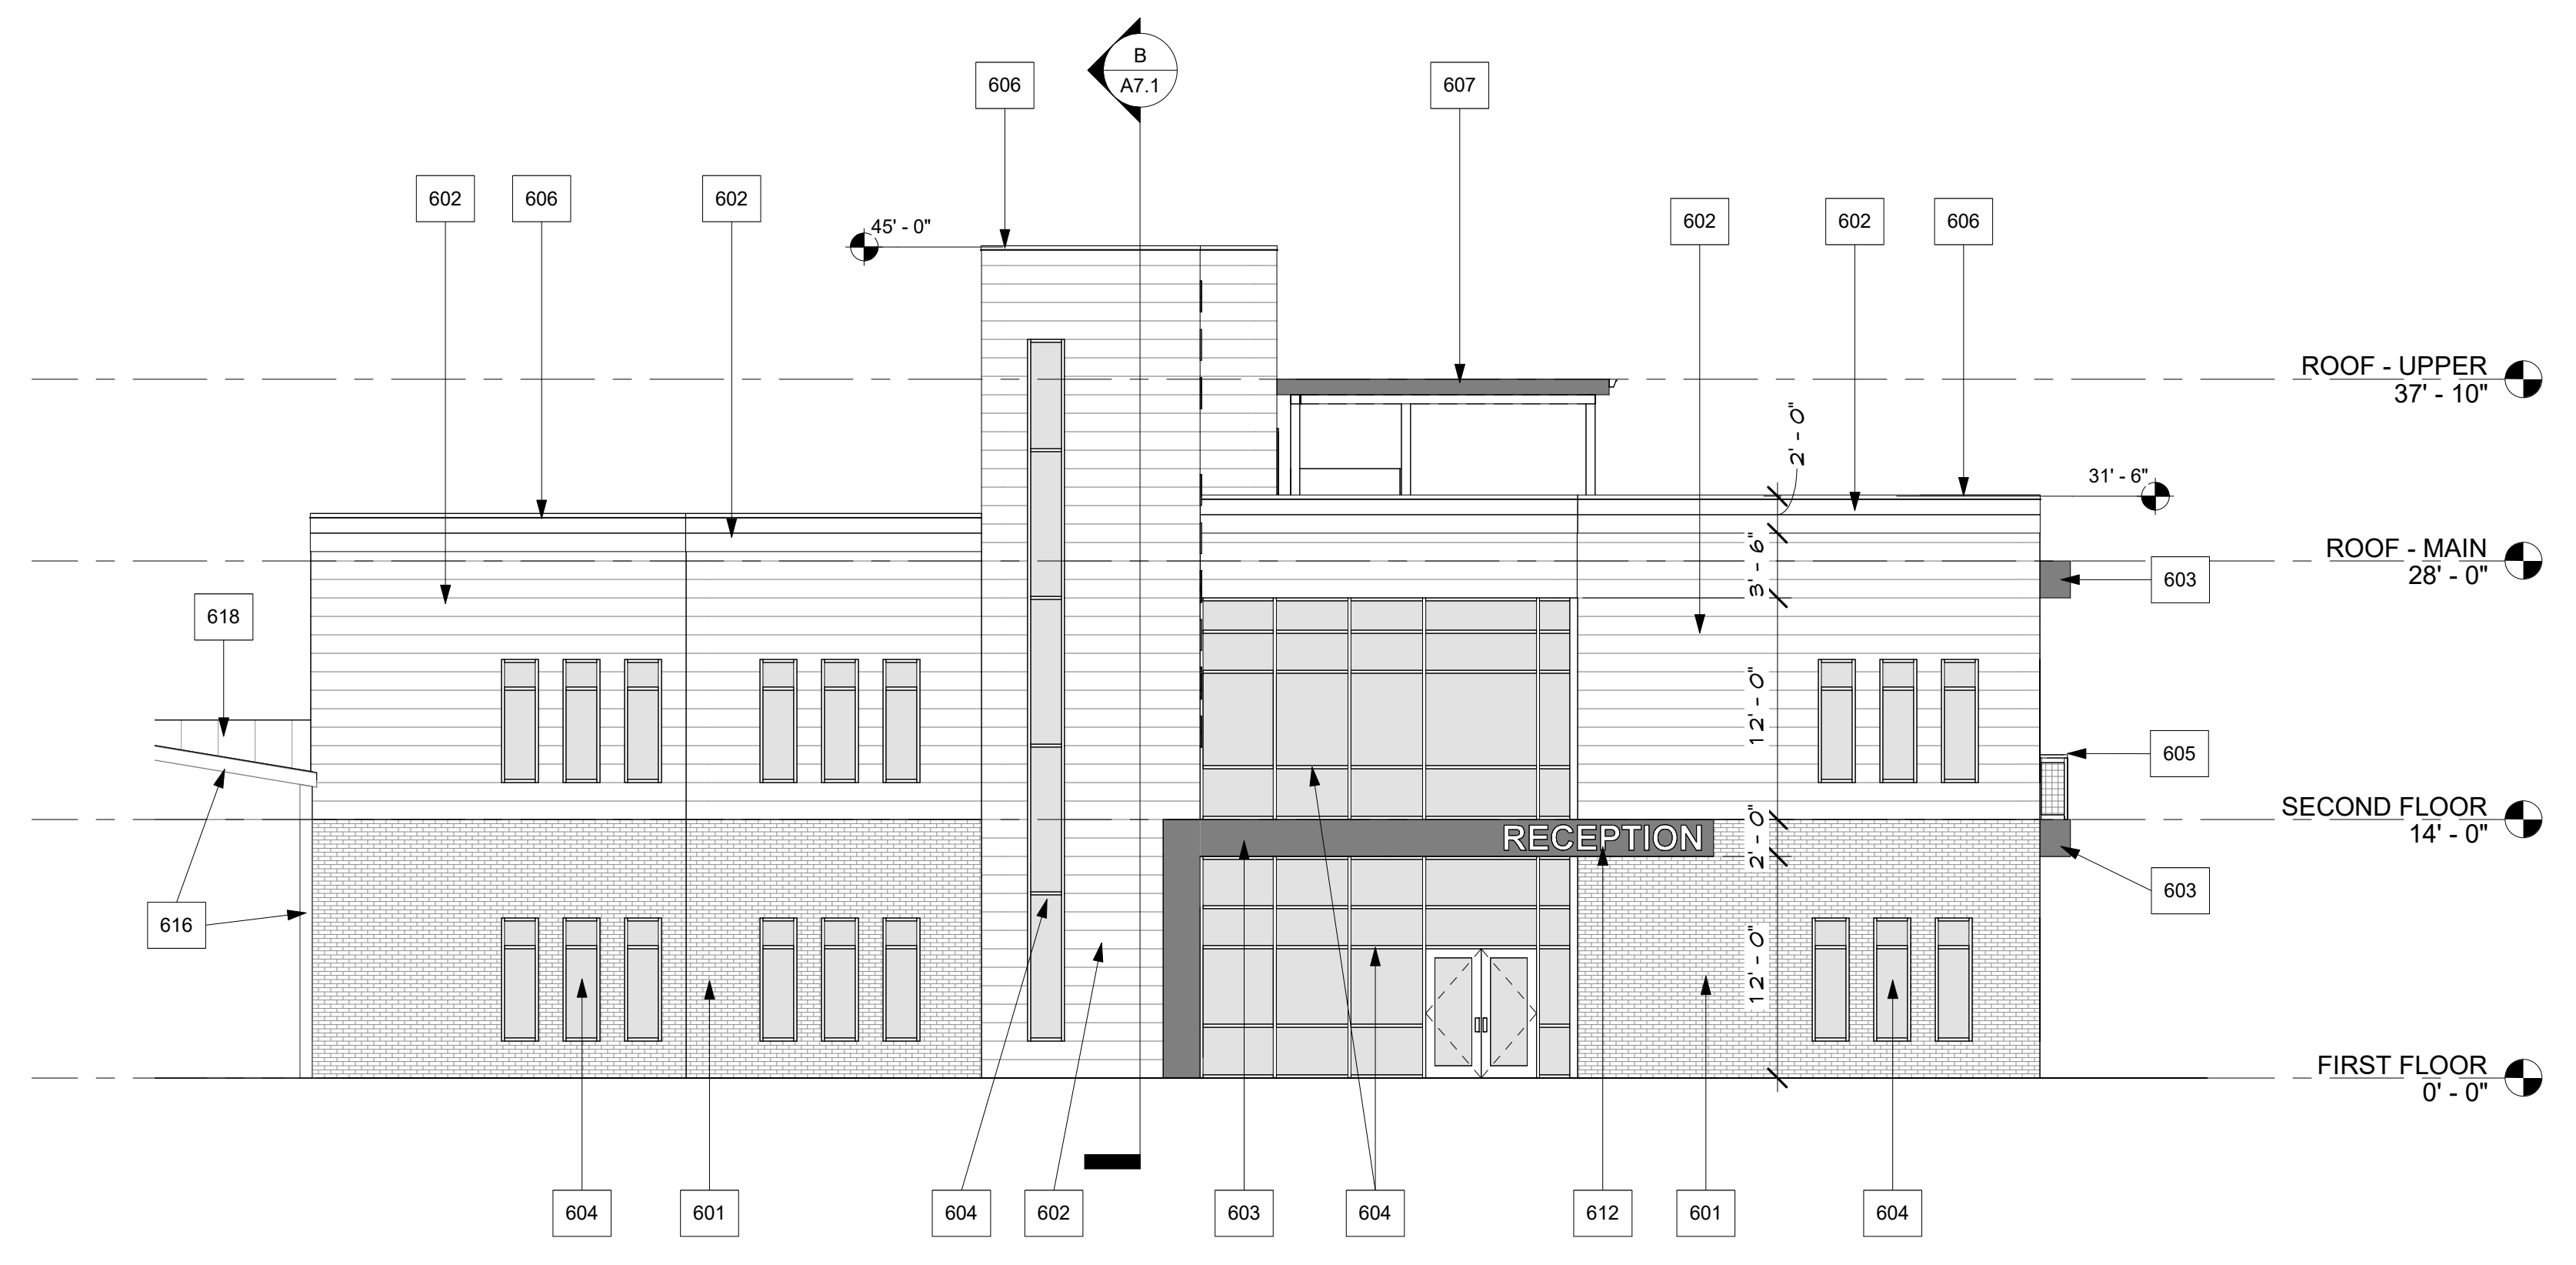 B
A7.1
606
607
602
606
602
602
602
606
45' - 0"
ROOF - UPPER
37' - 10"
2' - 0"
31' - 6"
3' - 6"
ROOF - MAIN
28' - 0"
603
618
12' - 0"
605
SECOND FLOOR
14' - 0"
RECEPTION
2' - 0"
603
616
12' - 0"
FIRST FLOOR
0' - 0"
604
601
604
602
603
604
612
601
604